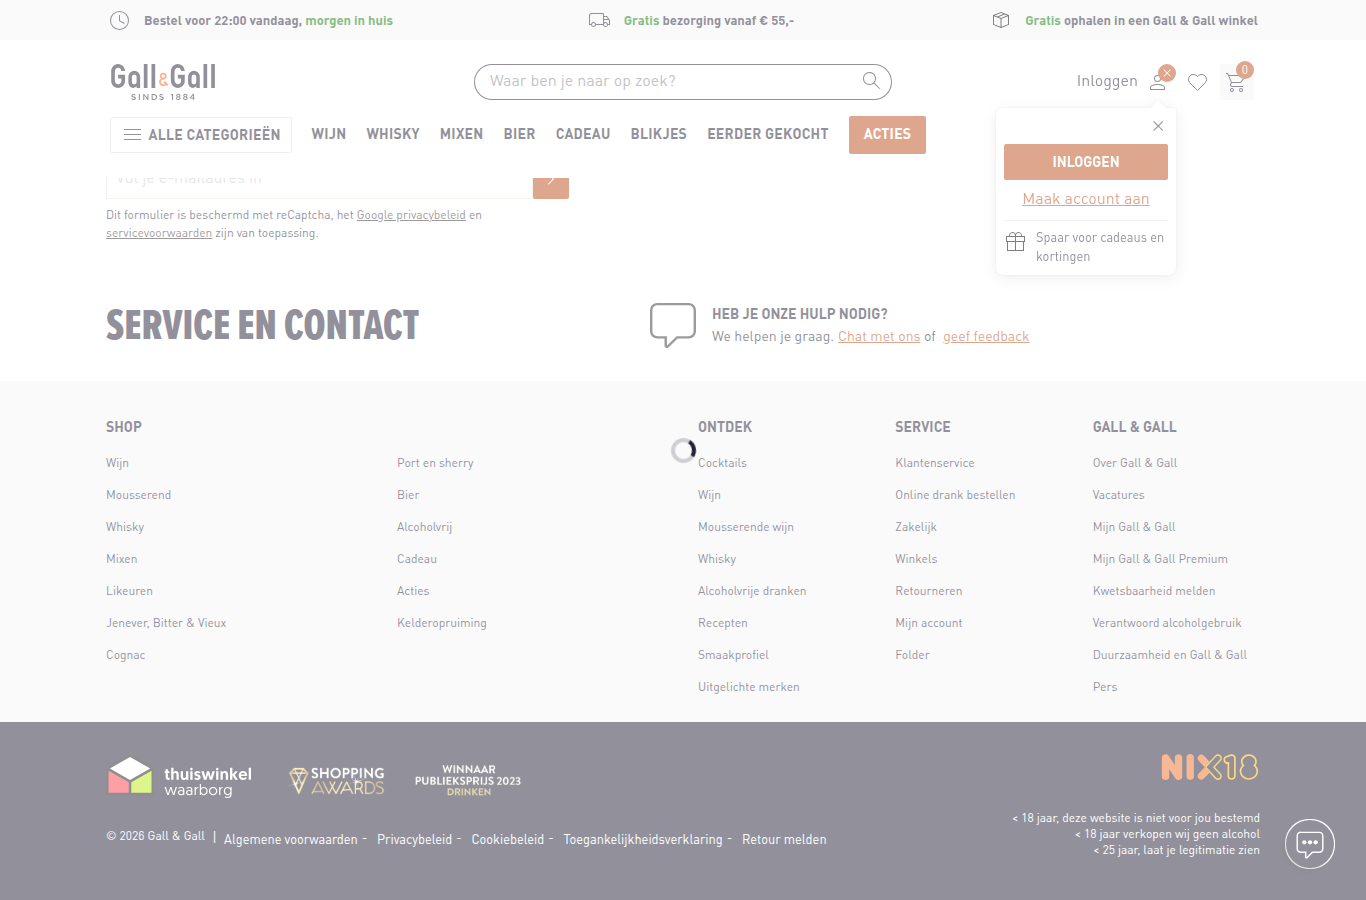 Bestel voor 22:00 vandaag, morgen in huis
Gratis bezorging vanaf € 55,-
Gratis ophalen in een Gall & Gall winkel
Gall&Gall
SINDS 1884
Waar ben je naar op zoek?
Inloggen
0
ALLE CATEGORIEËN
WIJN
WHISKY
MIXEN
BIER
CADEAU
BLIKJES
EERDER GEKOCHT
ACTIES
INLOGGEN
Maak account aan
Spaar voor cadeaus en
kortingen
Vul je e-mailadres in
Dit formulier is beschermd met reCaptcha, het Google privacybeleid en
servicevoorwaarden zijn van toepassing.
SERVICE EN CONTACT
HEB JE ONZE HULP NODIG?
We helpen je graag. Chat met ons of geef feedback
SHOP
Wijn
Mousserend
Whisky
Mixen
Likeuren
Jenever, Bitter & Vieux
Cognac
Port en sherry
Bier
Alcoholvrij
Cadeau
Acties
Kelderopruiming
ONTDEK
Cocktails
Wijn
Mousserende wijn
Whisky
Alcoholvrije dranken
Recepten
Smaakprofiel
Uitgelichte merken
SERVICE
Klantenservice
Online drank bestellen
Zakelijk
Winkels
Retourneren
Mijn account
Folder
GALL & GALL
Over Gall & Gall
Vacatures
Mijn Gall & Gall
Mijn Gall & Gall Premium
Kwetsbaarheid melden
Verantwoord alcoholgebruik
Duurzaamheid en Gall & Gall
Pers
thuiswinkel
waarborg
SHOPPING
AWARDS
WINNAAR
PUBLIEKSPRIJS 2023
DRINKEN
NIX18
© 2026 Gall & Gall | Algemene voorwaarden - Privacybeleid - Cookiebeleid - Toegankelijkheidsverklaring - Retour melden
< 18 jaar, deze website is niet voor jou bestemd
< 18 jaar verkopen wij geen alcohol
< 25 jaar, laat je legitimatie zien